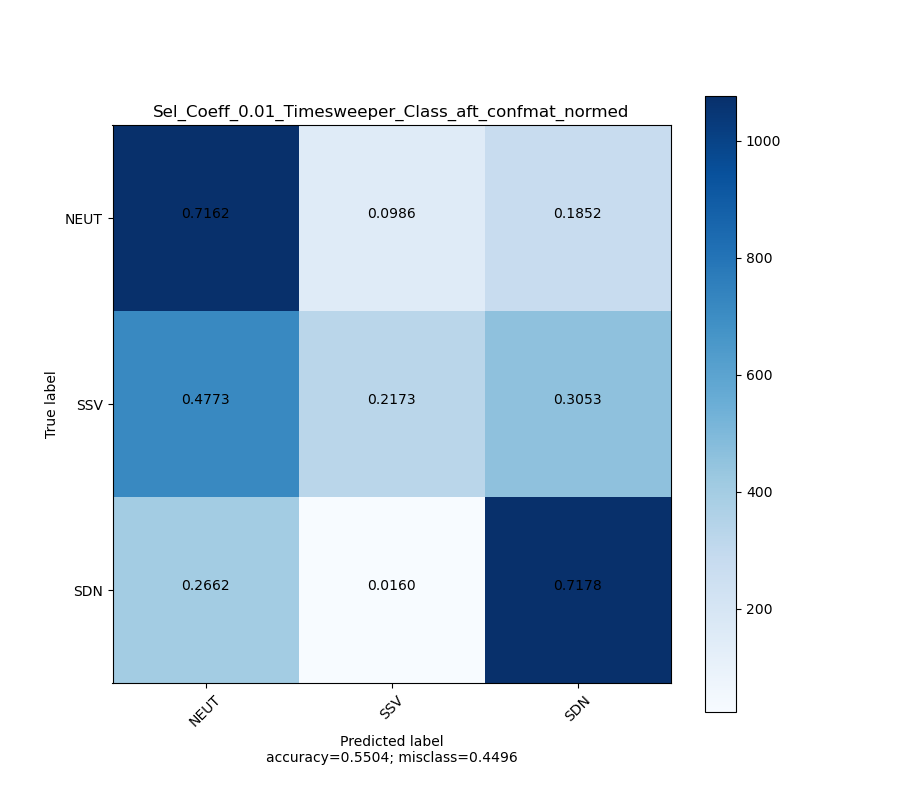 Sel_Coeff_0.01_Timesweeper_Class_aft_confmat_normed
NEUT
0.7162
0.0986
0.1852
SSV
0.4773
0.2173
0.3053
SDN
0.2662
0.0160
0.7178
True label
NEUT
SSV
SDN
Predicted label
accuracy=0.5504; misclass=0.4496
1000
800
600
400
200